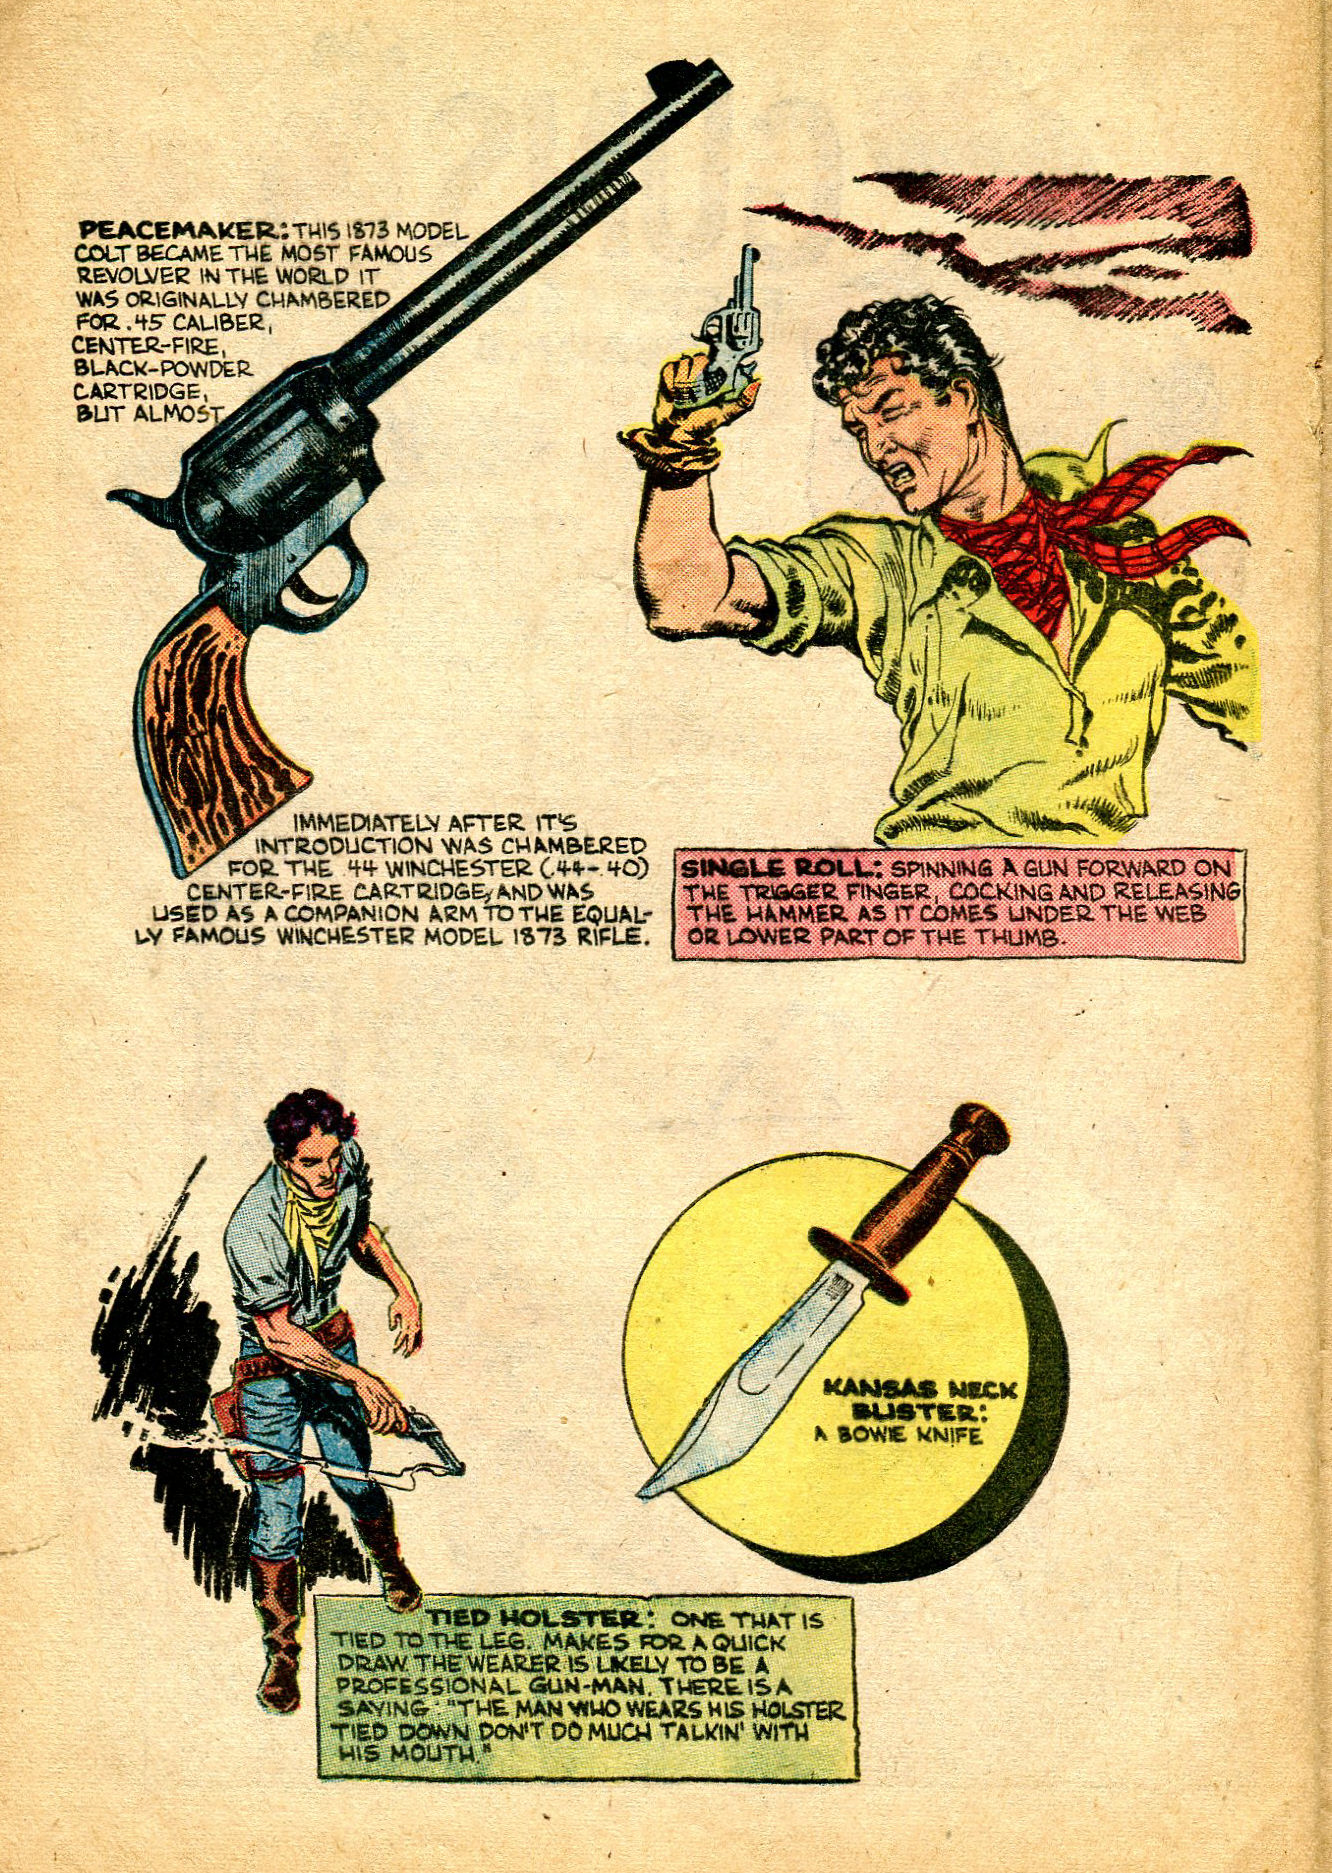 PEACEMAKER: THIS 1873 MODEL
COLT BECAME THE MOST FAMOUS
REVOLVER IN THE WORLD IT
WAS ORIGINALLY CHAMBERED
FOR .45 CALIBER,
CENTER-FIRE,
BLACK-POWDER
CARTRIDGE,
BUT ALMOST
IMMEDIATELY AFTER IT'S
INTRODUCTION WAS CHAMBERED
FOR THE .44 WINCHESTER (.44-.40)
CENTER-FIRE CARTRIDGE, AND WAS
USED AS A COMPANION ARM TO THE EQUAL-
LY FAMOUS WINCHESTER MODEL 1873 RIFLE.
SINGLE ROLL: SPINNING A GUN FORWARD ON
THE TRIGGER FINGER, COCKING AND RELEASING
THE HAMMER AS IT COMES UNDER THE WEB
OR LOWER PART OF THE THUMB.
KANSAS NECK
BLISTER:
A BOWIE KNIFE
TIED HOLSTER: ONE THAT IS
TIED TO THE LEG. MAKES FOR A QUICK
DRAW. THE WEARER IS LIKELY TO BE A
PROFESSIONAL GUN-MAN. THERE IS A
SAYING: "THE MAN WHO WEARS HIS HOLSTER
TIED DOWN DON'T DO MUCH TALKIN' WITH
HIS MOUTH."